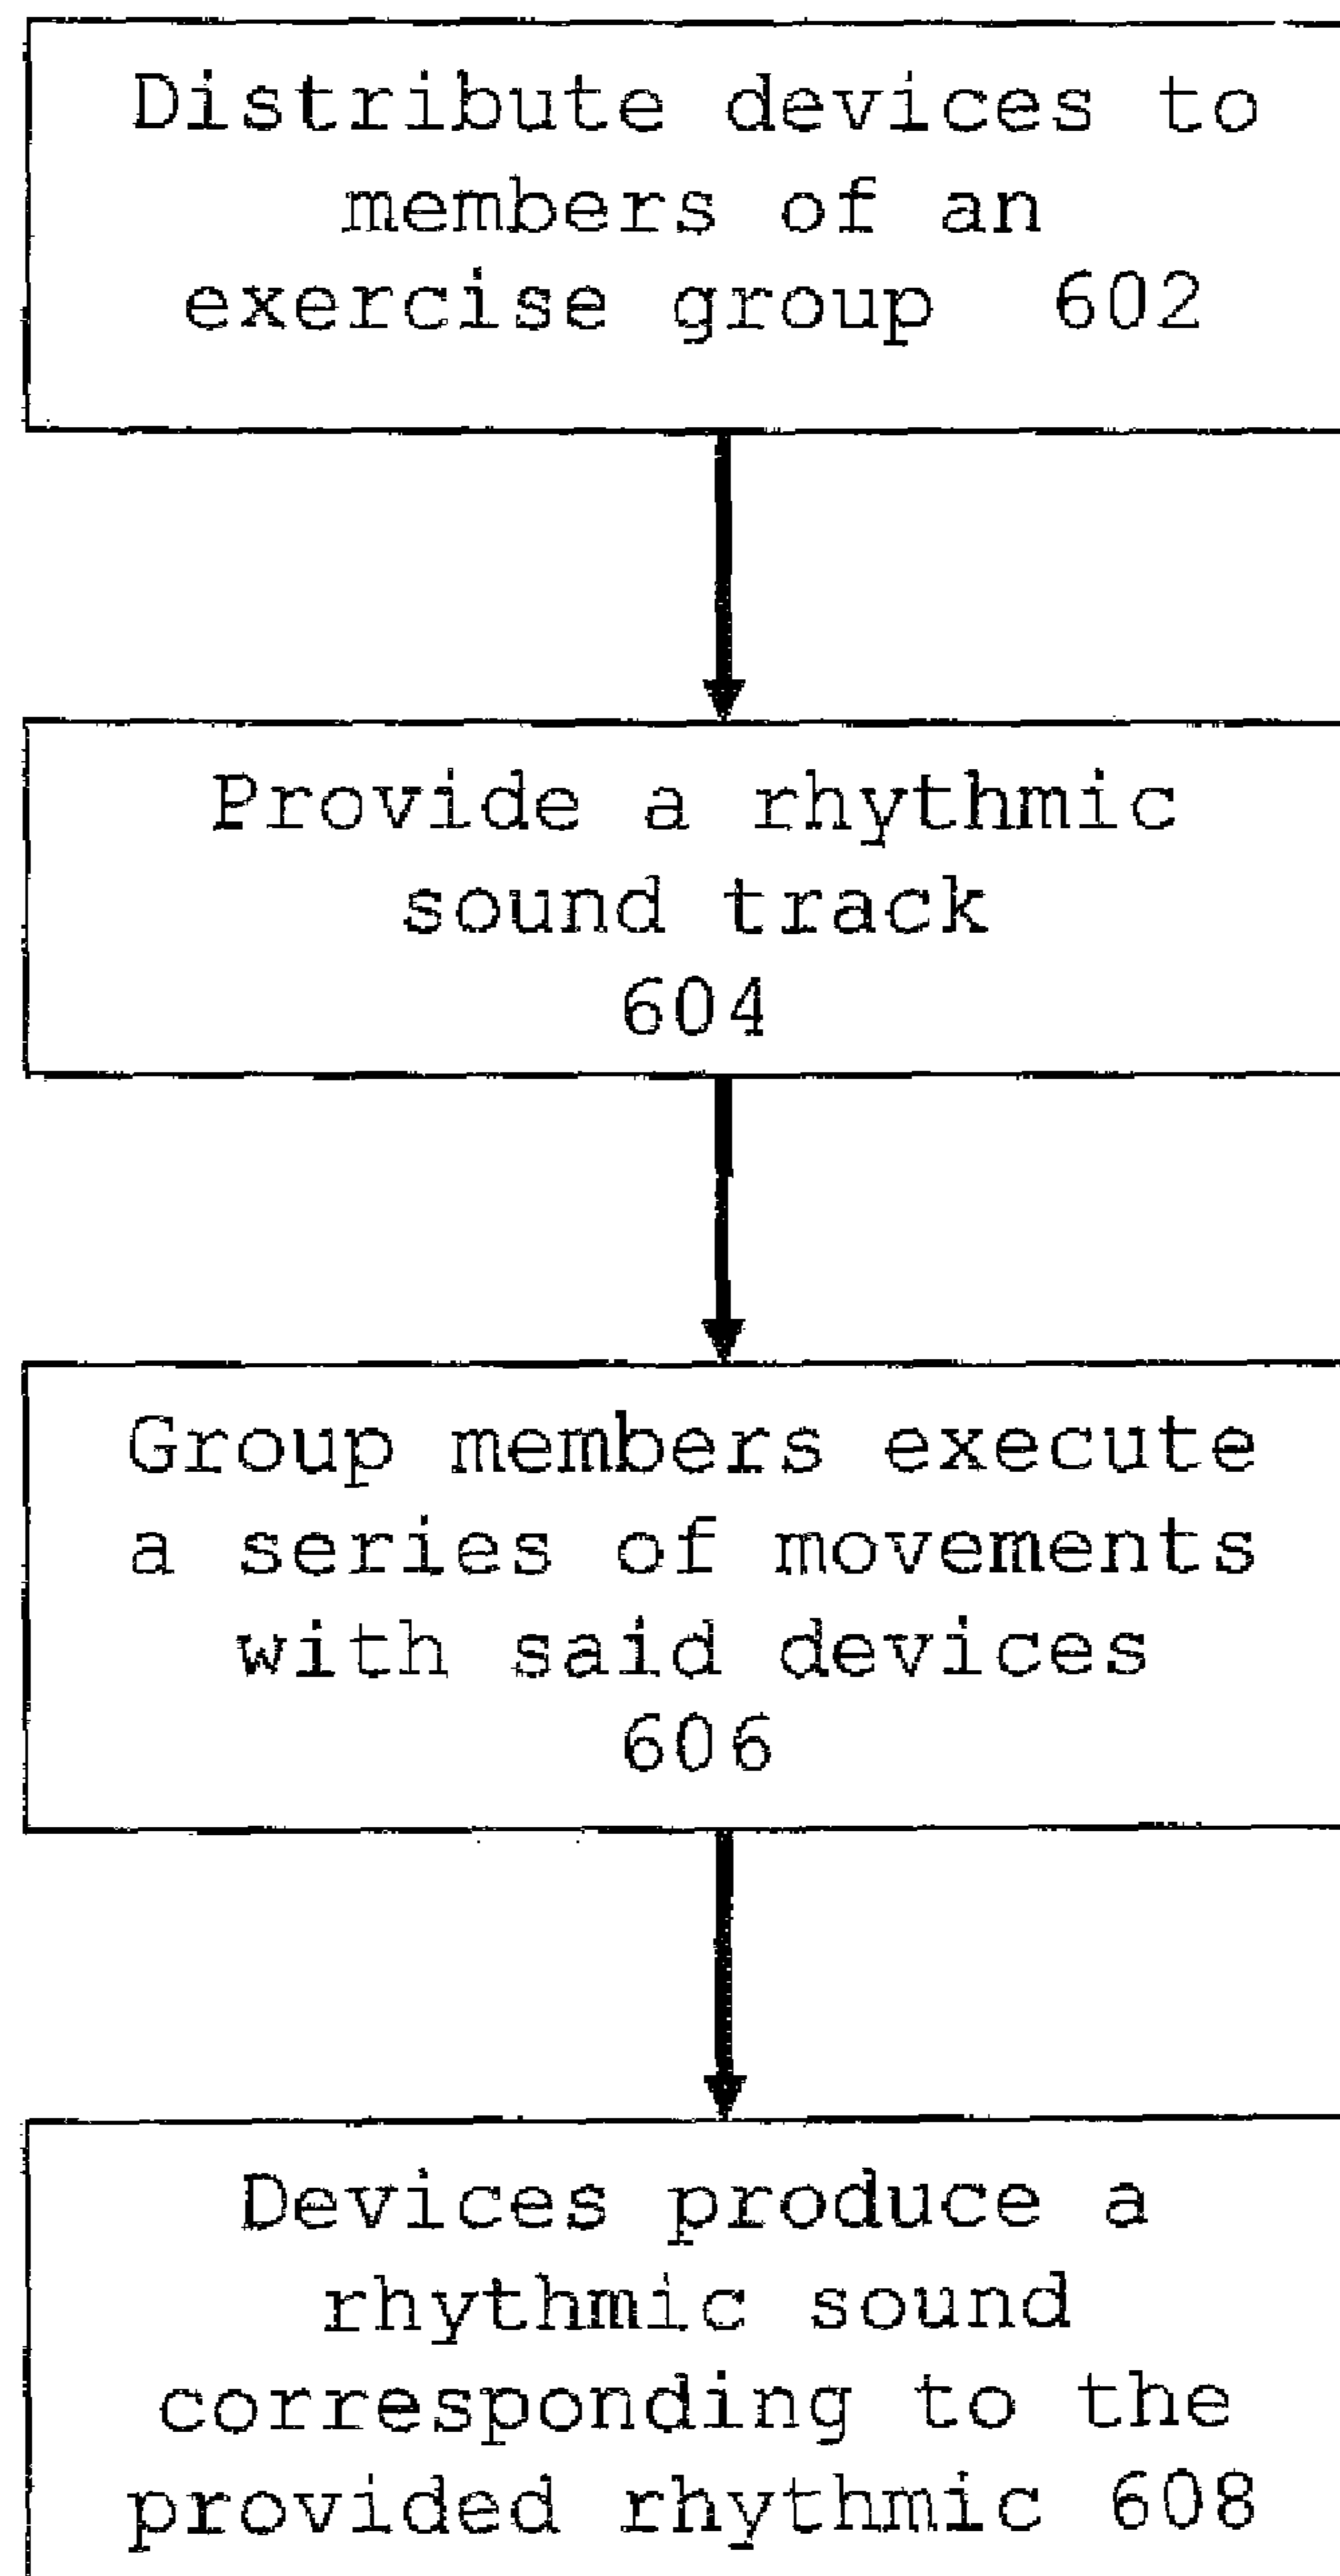 Distribute devices to
members of an
exercise group 602
Provide a rhythmic
sound track
604
Group members execute
a series of movements
with said devices
606
Devices produce a
rhythmic sound
corresponding to the
provided rhythmic 608